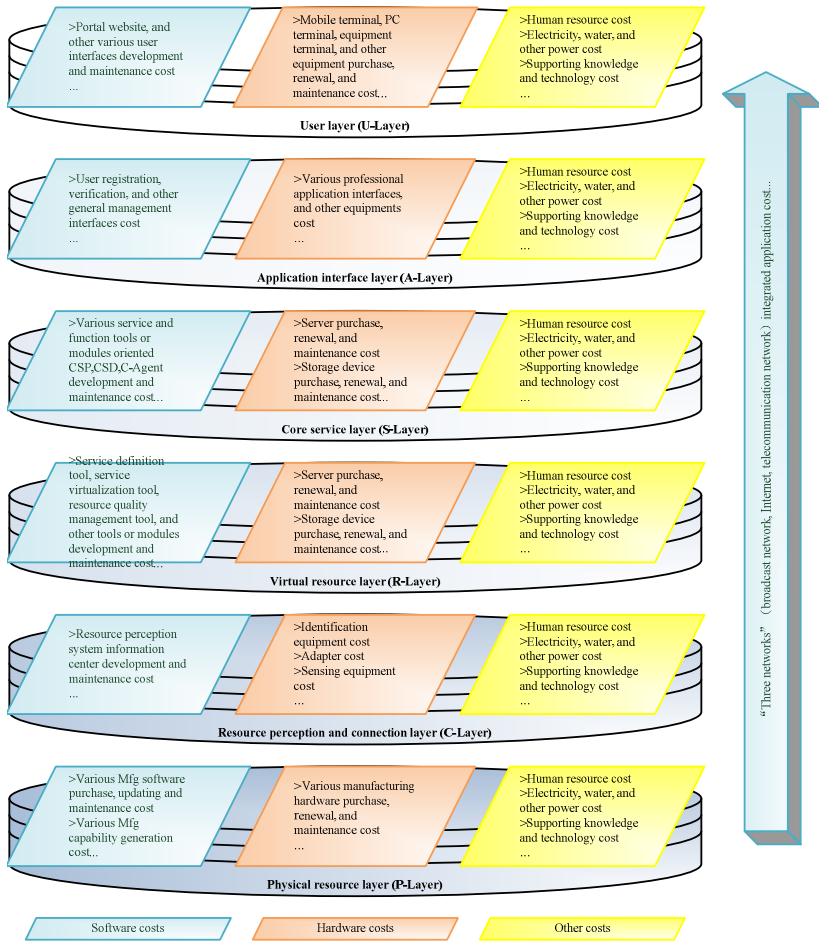 >Portal website, and
other various user
interfaces development
and maintenance cost
...
>Mobile terminal, PC
terminal, equipment
terminal, and other
equipment purchase,
renewal, and
maintenance cost...
>Human resource cost
>Electricity, water, and
other power cost
>Supporting knowledge
and technology cost
...
User layer (U-Layer)
>User registration,
verification, and other
general management
interfaces cost
...
>Various professional
application interfaces,
and other equipments
cost
...
>Human resource cost
>Electricity, water, and
other power cost
>Supporting knowledge
and technology cost
...
Application interface layer (A-Layer)
>Various service and
function tools or
modules oriented
CSP,CSD,C-Agent
development and
maintenance cost...
>Server purchase,
renewal, and
maintenance cost
>Storage device
purchase, renewal, and
maintenance cost...
>Human resource cost
>Electricity, water, and
other power cost
>Supporting knowledge
and technology cost
...
Core service layer (S-Layer)
>Service definition
tool, service
virtualization tool,
resource quality
management tool, and
other tools or modules
development and
maintenance cost...
>Server purchase,
renewal, and
maintenance cost
>Storage device
purchase, renewal, and
maintenance cost...
>Human resource cost
>Electricity, water, and
other power cost
>Supporting knowledge
and technology cost
...
Virtual resource layer (R-Layer)
>Resource perception
system information
center development and
maintenance cost
...
>Identification
equipment cost
>Adapter cost
>Sensing equipment
cost
...
>Human resource cost
>Electricity, water, and
other power cost
>Supporting knowledge
and technology cost
...
Resource perception and connection layer (C-Layer)
>Various Mfg software
purchase, updating and
maintenance cost
>Various Mfg
capability generation
cost...
>Various manufacturing
hardware purchase,
renewal, and
maintenance cost
...
>Human resource cost
>Electricity, water, and
other power cost
>Supporting knowledge
and technology cost
...
Physical resource layer (P-Layer)
“Three networks” （broadcast network, Internet, telecommunication network）integrated application cost...
Software costs
Hardware costs
Other costs